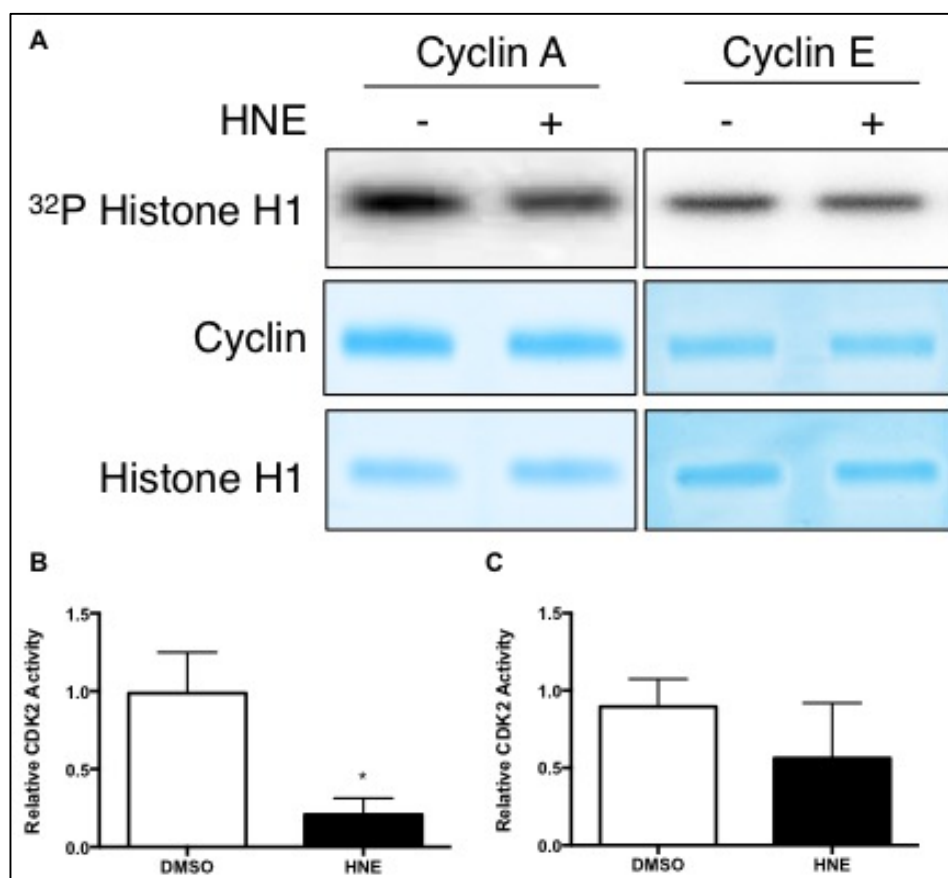 A
Cyclin A Cyclin E
HNE - + - +
³²P Histone H1
Cyclin
Histone H1
B C
1.5 1.5
1.0 1.0
0.5 0.5
0.0 0.0
Relative CDK2 Activity Relative CDK2 Activity
*
DMSO HNE DMSO HNE